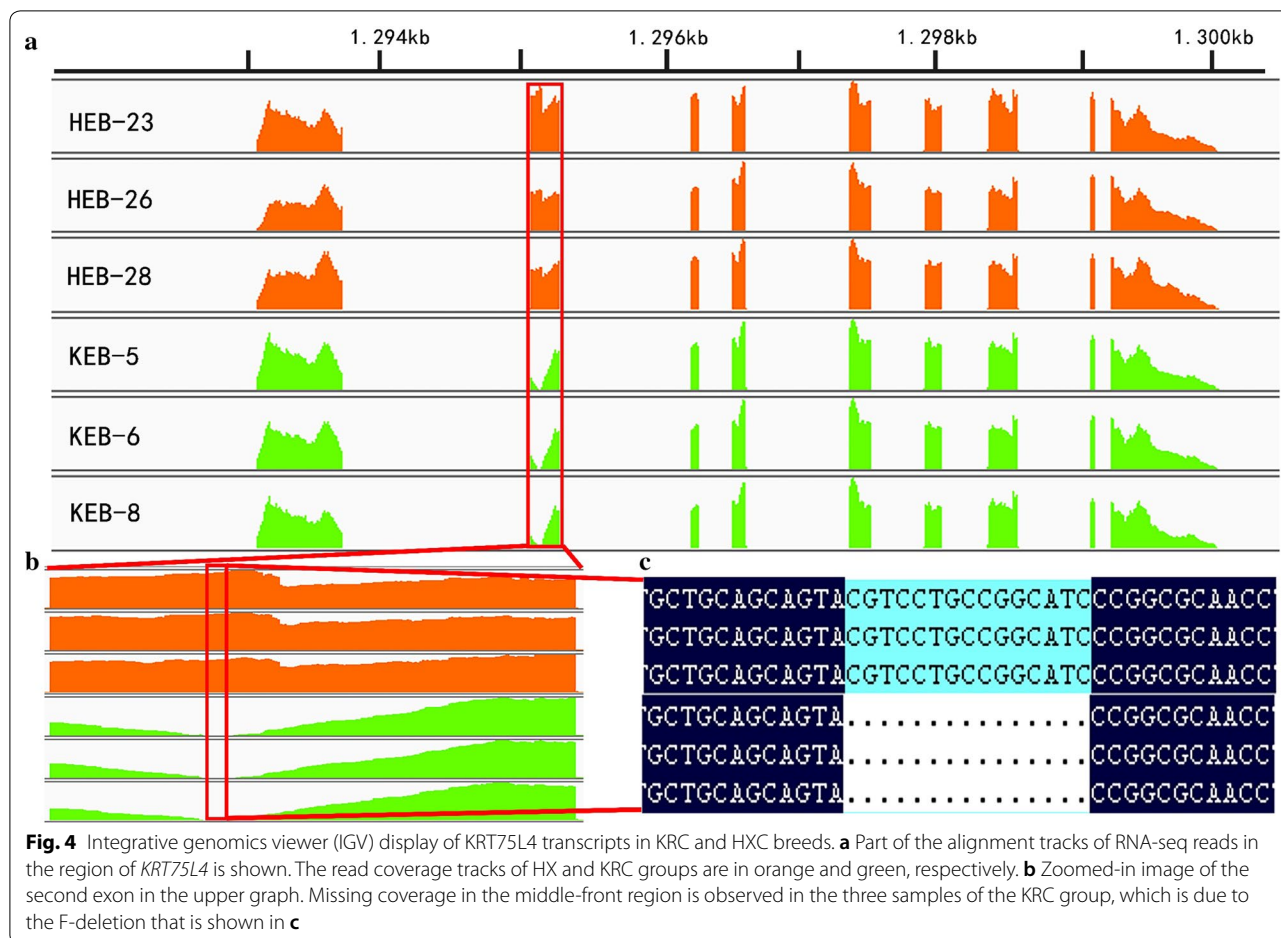 a
1.294kb 1.296kb 1.298kb 1.300kb
HEB-23
HEB-26
HEB-28
KEB-5
KEB-6
KEB-8
b
c
GCTGCAGCAGTACGTCCTGCCGGCATCCCGGCGCAACC
GCTGCAGCAGTACGTCCTGCCGGCATCCCGGCGCAACC
GCTGCAGCAGTACGTCCTGCCGGCATCCCGGCGCAACC
GCTGCAGCAGTA...............CCGGCGCAACC
GCTGCAGCAGTA...............CCGGCGCAACC
GCTGCAGCAGTA...............CCGGCGCAACC
Fig. 4 Integrative genomics viewer (IGV) display of KRT75L4 transcripts in KRC and HXC breeds. a Part of the alignment tracks of RNA-seq reads in
the region of KRT75L4 is shown. The read coverage tracks of HX and KRC groups are in orange and green, respectively. b Zoomed-in image of the
second exon in the upper graph. Missing coverage in the middle-front region is observed in the three samples of the KRC group, which is due to
the F-deletion that is shown in c